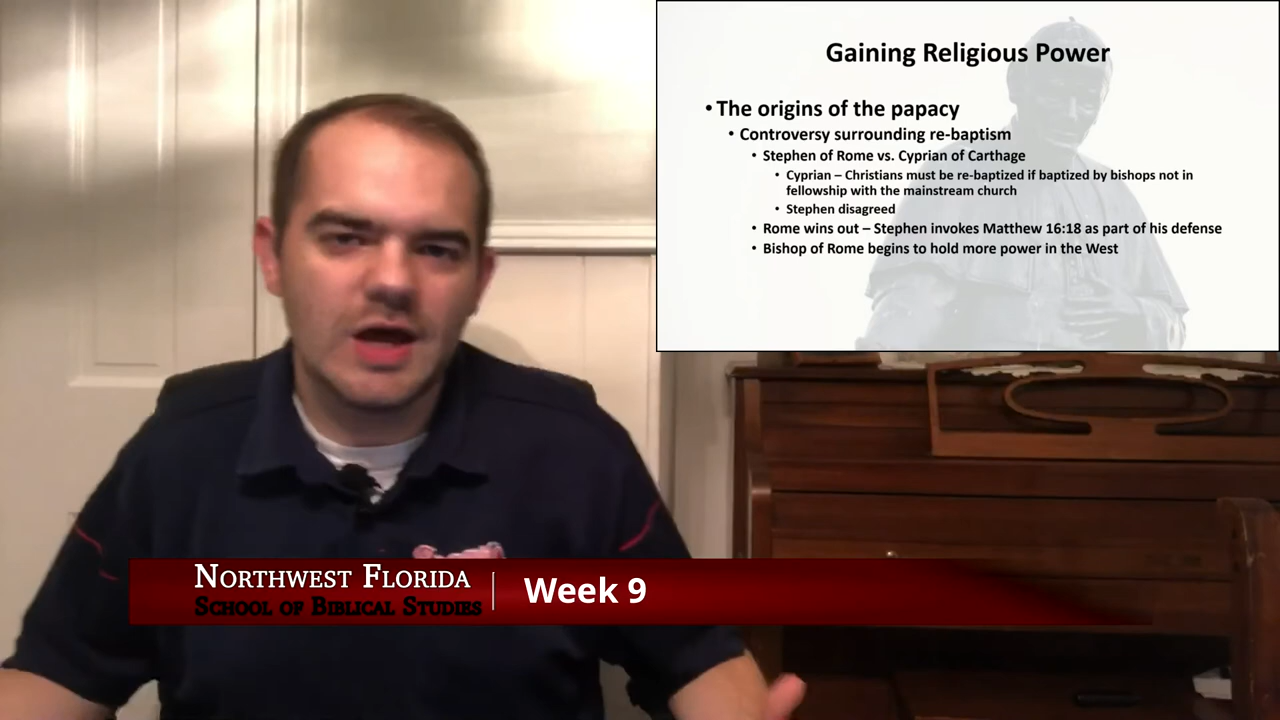 Gaining Religious Power
• The origins of the papacy
• Controversy surrounding re-baptism
• Stephen of Rome vs. Cyprian of Carthage
• Cyprian – Christians must be re-baptized if baptized by bishops not in
fellowship with the mainstream church
• Stephen disagreed
• Rome wins out – Stephen invokes Matthew 16:18 as part of his defense
• Bishop of Rome begins to hold more power in the West
Northwest Florida
School of Biblical Studies
Week 9